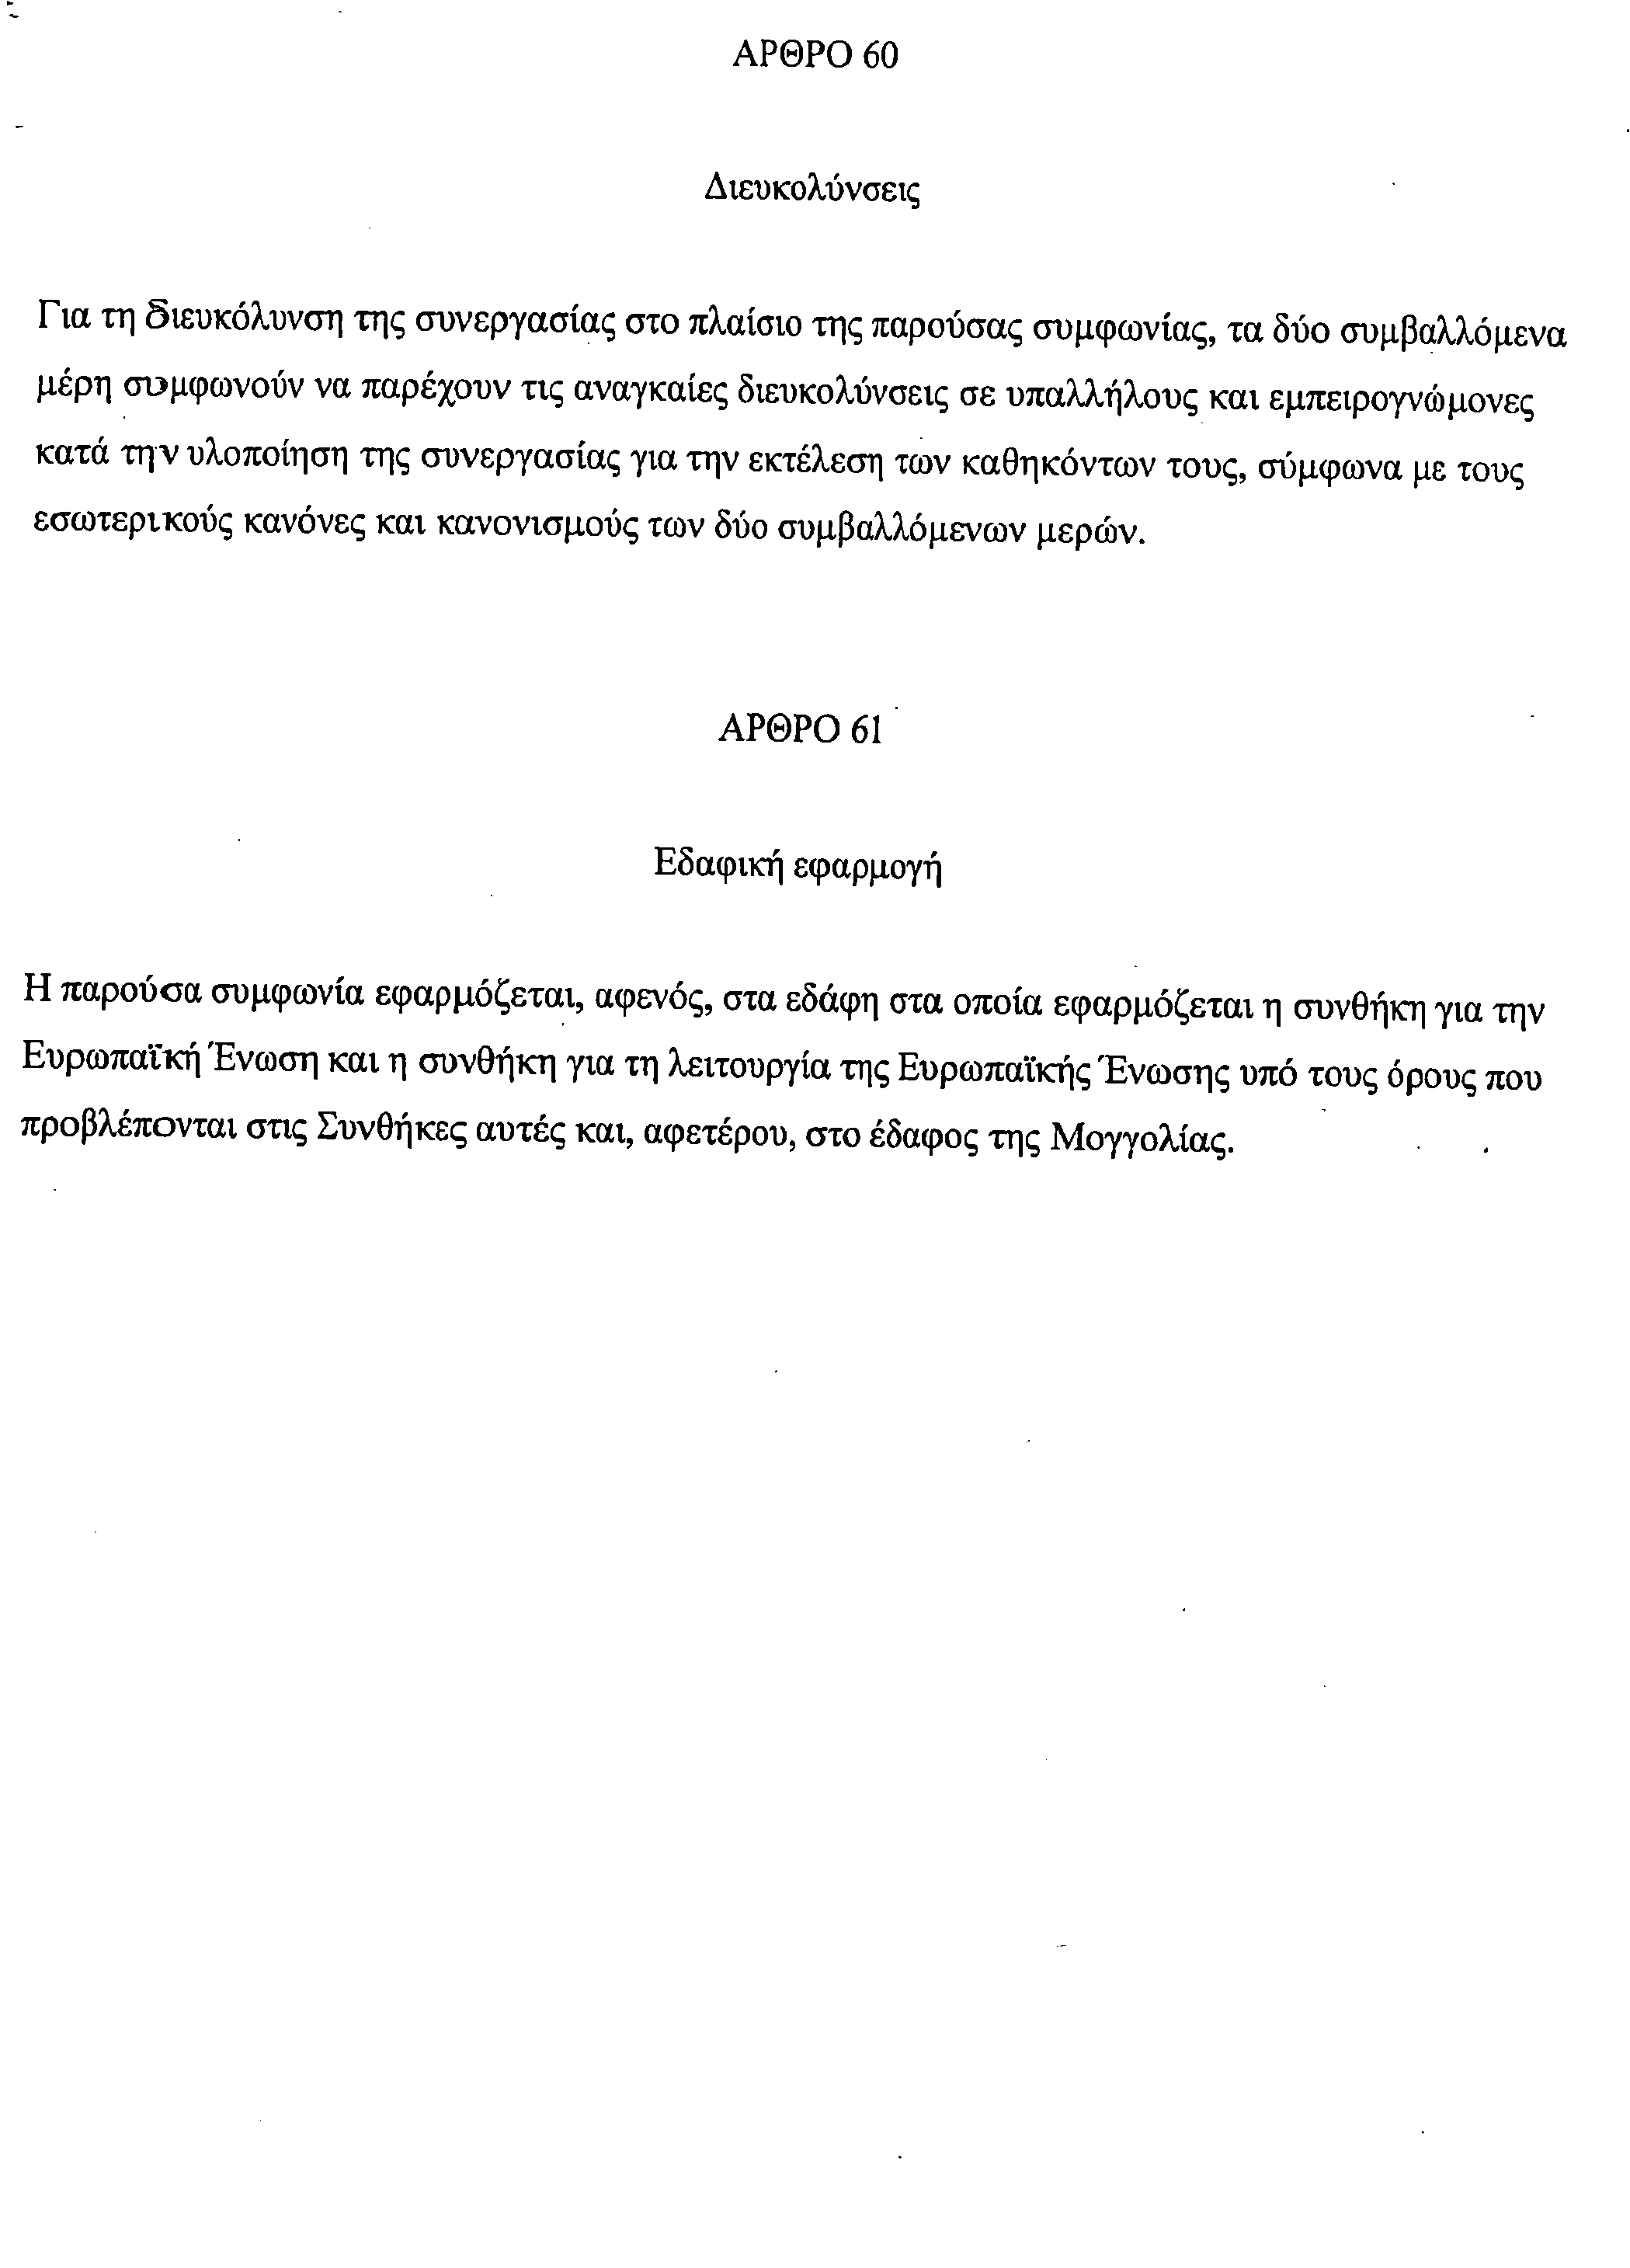 ΑΡΘΡΟ 60
Διευκολύνσεις
Για τη διευκόλυνση της συνεργασίας στο πλαίσιο της παρούσας συμφωνίας, τα δύο συμβαλλόμενα
μέρη συμφωνούν να παρέχουν τις αναγκαίες διευκολύνσεις σε υπαλλήλους και εμπειρογνώμονες
κατά την υλοποίηση της συνεργασίας για την εκτέλεση των καθηκόντων τους, σύμφωνα με τους
εσωτερικούς κανόνες και κανονισμούς των δύο συμβαλλόμενων μερών.
ΑΡΘΡΟ 61
Εδαφική εφαρμογή
Η παρούσα συμφωνία εφαρμόζεται, αφενός, στα εδάφη στα οποία εφαρμόζεται η συνθήκη για την
Ευρωπαϊκή Ένωση και η συνθήκη για τη λειτουργία της Ευρωπαϊκής Ένωσης υπό τους όρους που
προβλέπονται στις Συνθήκες αυτές και, αφετέρου, στο έδαφος της Μογγολίας.